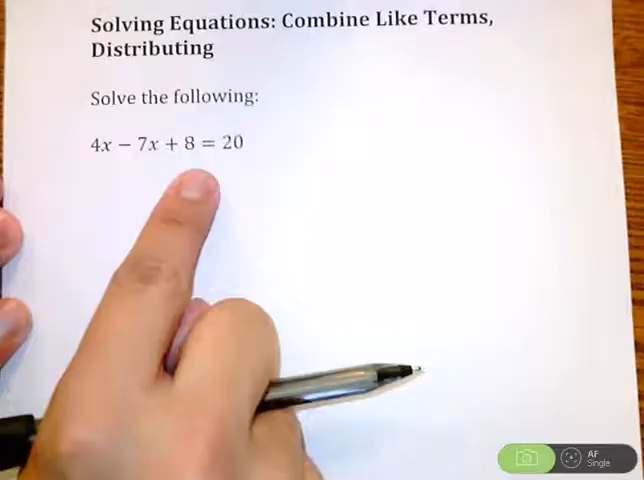 Solving Equations: Combine Like Terms,
Distributing
Solve the following:
4x − 7x + 8 = 20
AF
Single